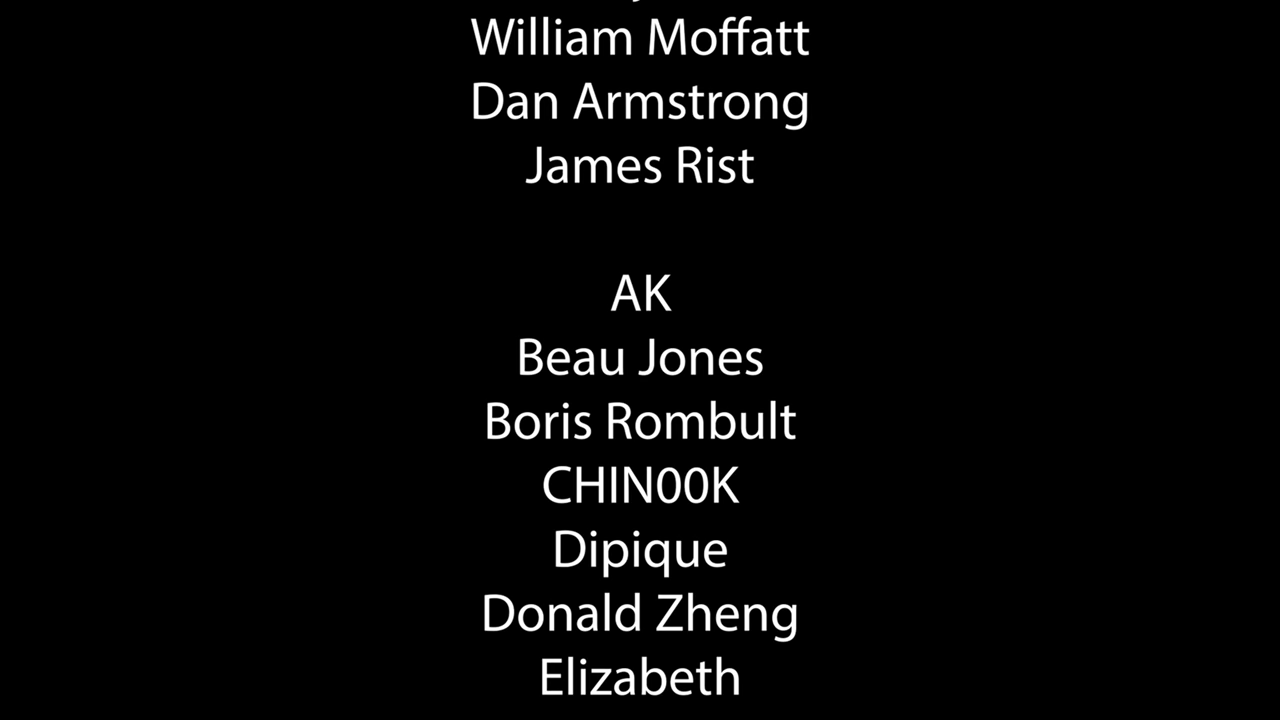 William Moffatt
Dan Armstrong
James Rist
AK
Beau Jones
Boris Rombult
CHIN00K
Dipique
Donald Zheng
Elizabeth